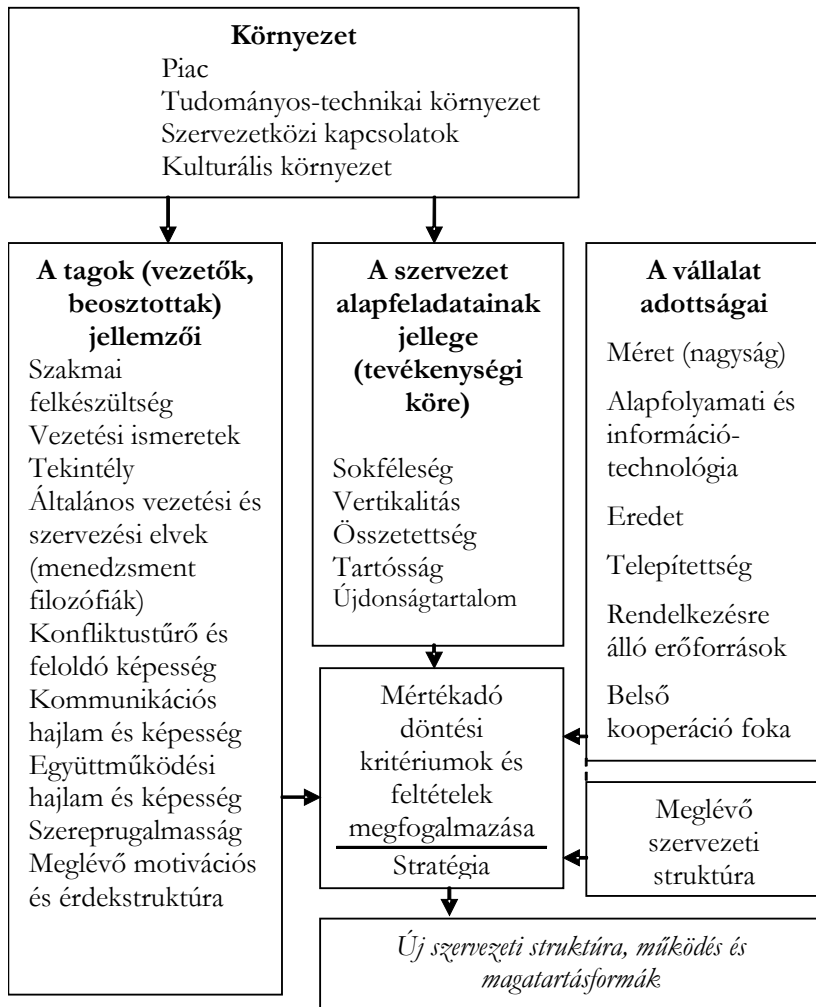 Környezet
Piac
Tudományos-technikai környezet
Szervezetközi kapcsolatok
Kulturális környezet
A tagok (vezetők,
beosztottak)
jellemzői
Szakmai
felkészültség
Vezetési ismeretek
Tekintély
Általános vezetési és
szervezési elvek
(menedzsment
filozófiák)
Konfliktustűrő és
feloldó képesség
Kommunikációs
hajlam és képesség
Együttműködési
hajlam és képesség
Szereprugalmasság
Meglévő motivációs
és érdekstruktúra
A szervezet
alapfeladatainak
jellege
(tevékenységi
köre)
Sokféleség
Vertikalitás
Összetettség
Tartósság
Újdonságtartalom
A vállalat
adottságai
Méret (nagyság)
Alapfolyamati és
információ-
technológia
Eredet
Telepítettség
Rendelkezésre
álló erőforrások
Belső
kooperáció foka
Mértékadó
döntési
kritériumok és
feltételek
megfogalmazása
Stratégia
Meglévő
szervezeti
struktúra
Új szervezeti struktúra, működés és
magatartásformák